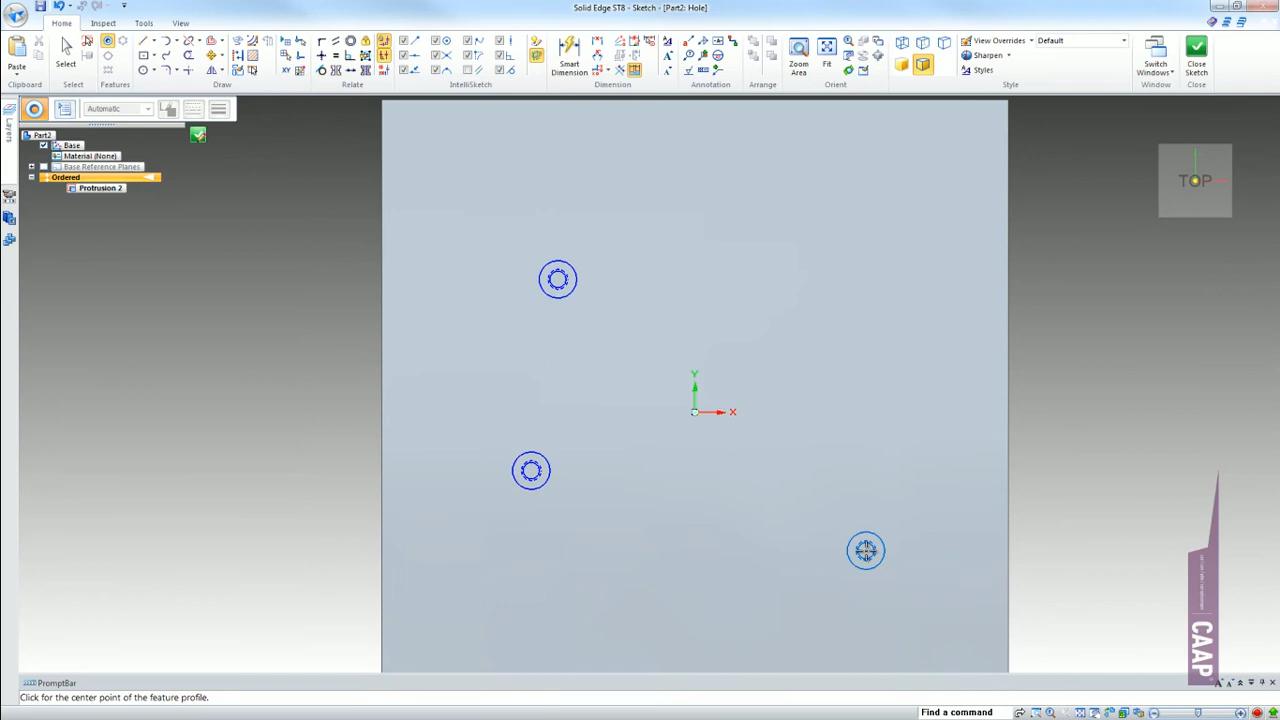 Solid Edge ST8 - Sketch - [Part2: Hole]
Home Inspect Tools View
Paste
Select
Smart
Dimension
Zoom
Area
Fit
View Overrides Default
Sharpen
Styles
Switch
Windows
Close
Sketch
Clipboard Select Features Draw Relate IntelliSketch Dimension Annotation Arrange Orient Style Window Close
Automatic
Layers
Part2
Base
Material (None)
Base Reference Planes
Ordered
Protrusion 2
TOP
Y
X
CAAP
PromptBar
Click for the center point of the feature profile.
Find a command